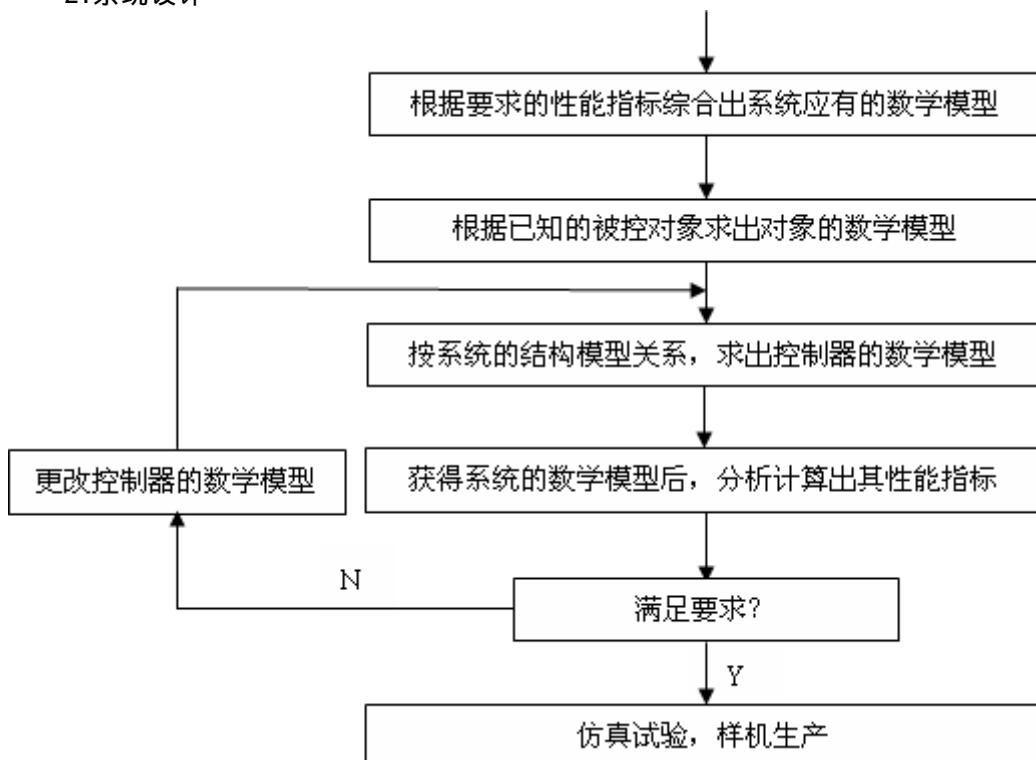 根据要求的性能指标综合出系统应有的数学模型
根据已知的被控对象求出对象的数学模型
按系统的结构模型关系，求出控制器的数学模型
更改控制器的数学模型
获得系统的数学模型后，分析计算出其性能指标
N
满足要求?
Y
仿真试验，样机生产